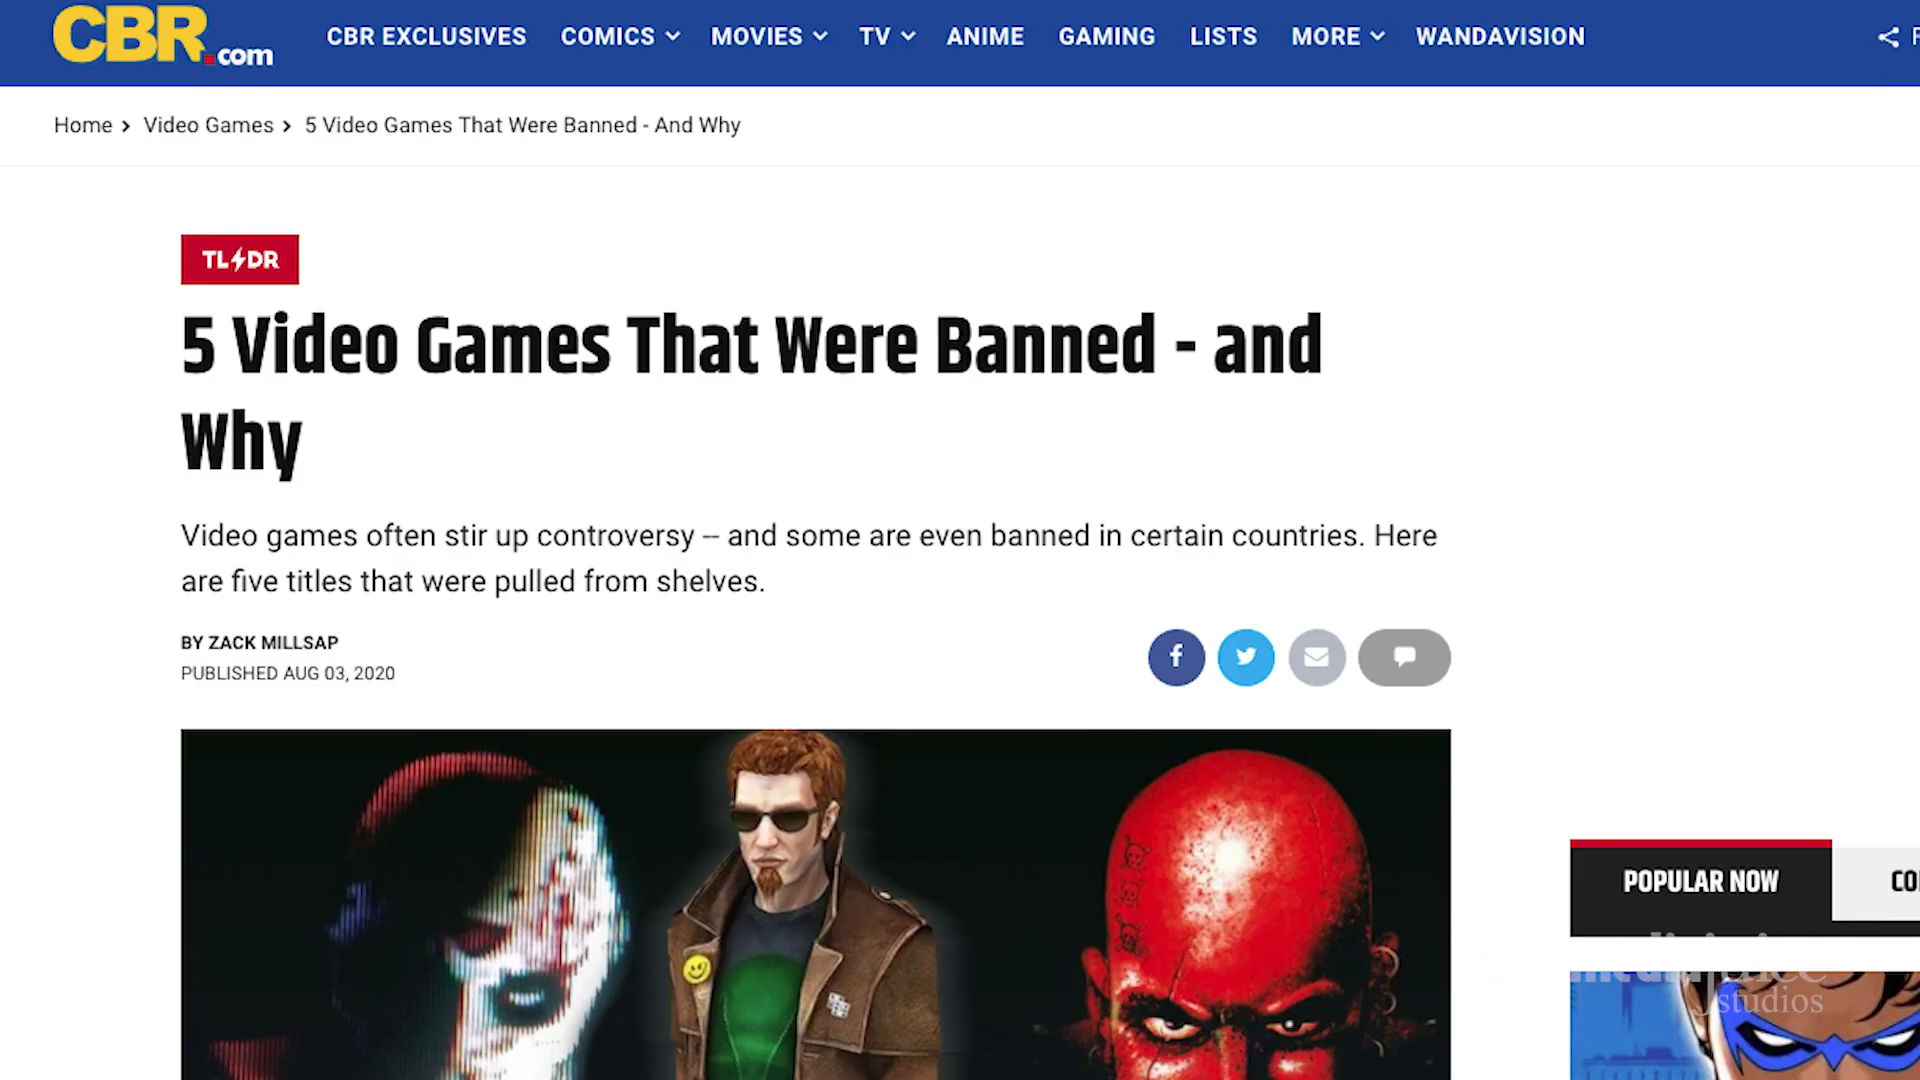 CBR.com
CBR EXCLUSIVES COMICS MOVIES TV ANIME GAMING LISTS MORE WANDAVISION
Home > Video Games > 5 Video Games That Were Banned - And Why
TL DR
5 Video Games That Were Banned - and
Why
Video games often stir up controversy -- and some are even banned in certain countries. Here
are five titles that were pulled from shelves.
BY ZACK MILLSAP
PUBLISHED AUG 03, 2020
POPULAR NOW
studios